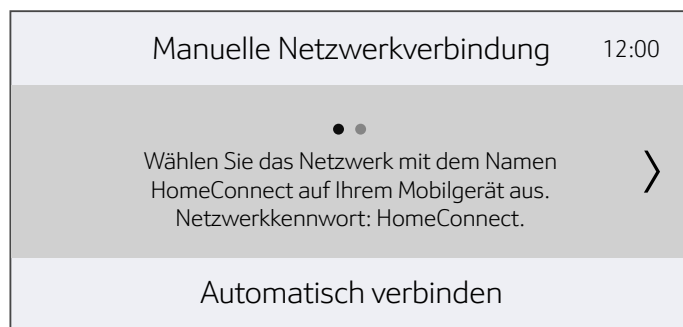 Manuelle Netzwerkverbindung 12:00
Wählen Sie das Netzwerk mit dem Namen
HomeConnect auf Ihrem Mobilgerät aus.
Netzwerkkennwort: HomeConnect.
Automatisch verbinden